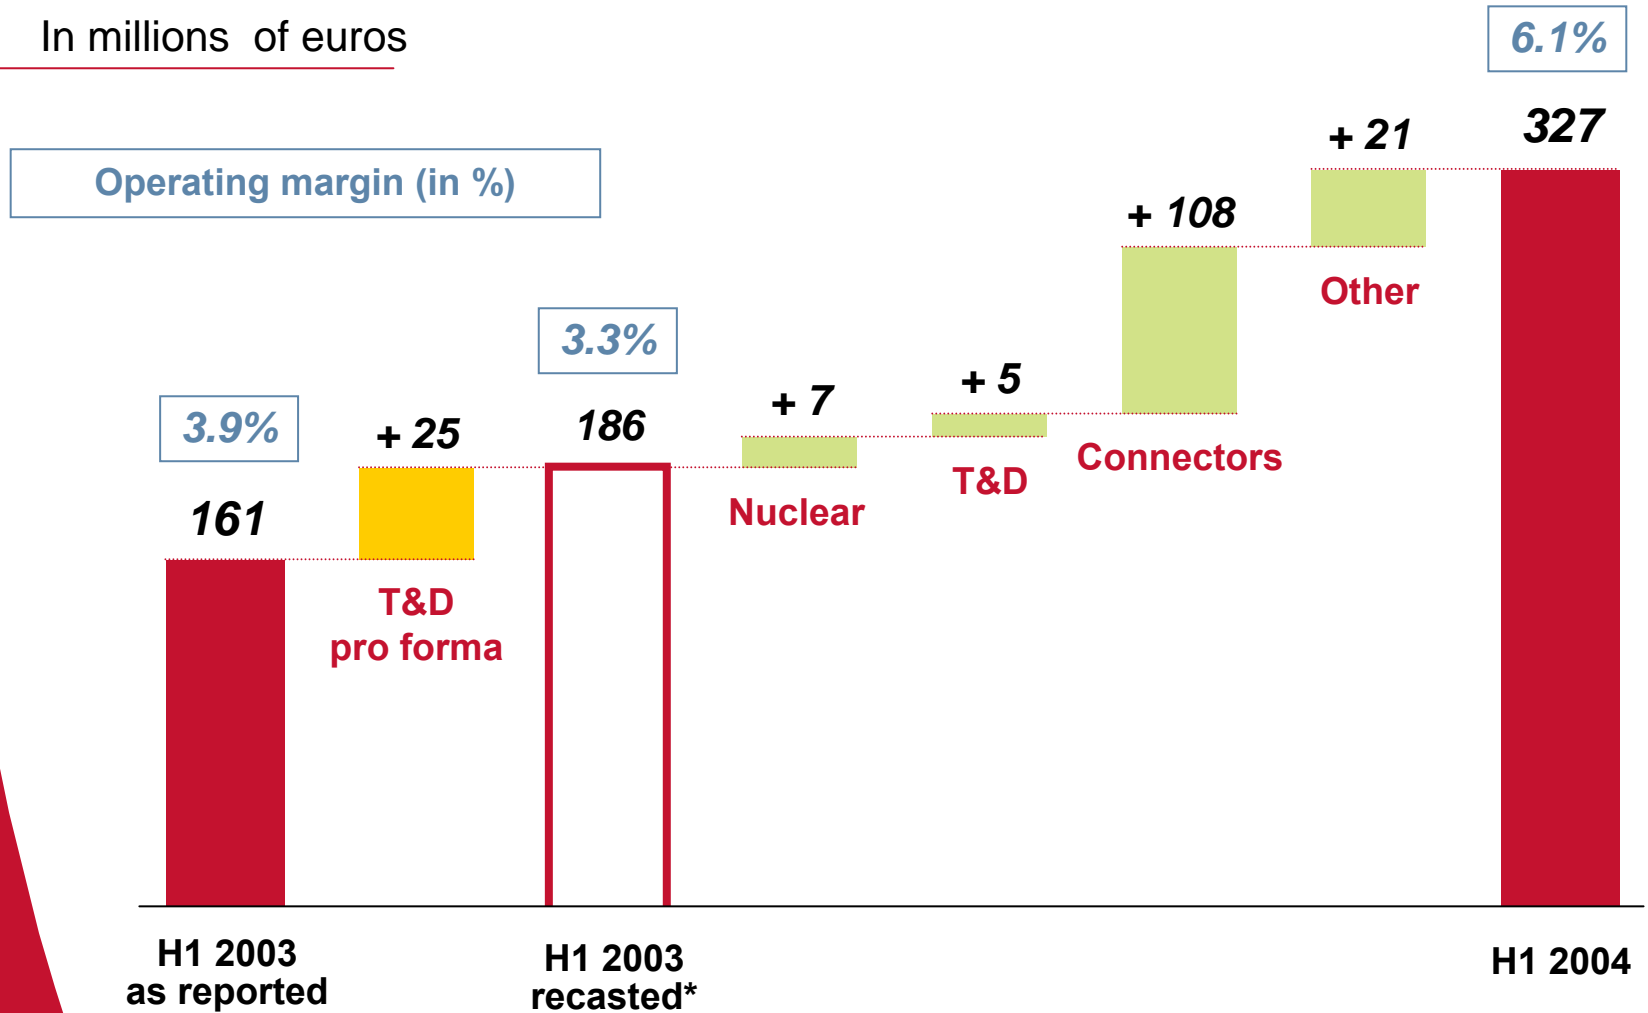 In millions of euros
6.1%
Operating margin (in %)
327
+ 21
+ 108
Other
3.3%
+ 5
+ 7
3.9%
+ 25
186
Connectors
T&D
161
Nuclear
T&D
pro forma
H1 2003
as reported
H1 2003
recasted*
H1 2004